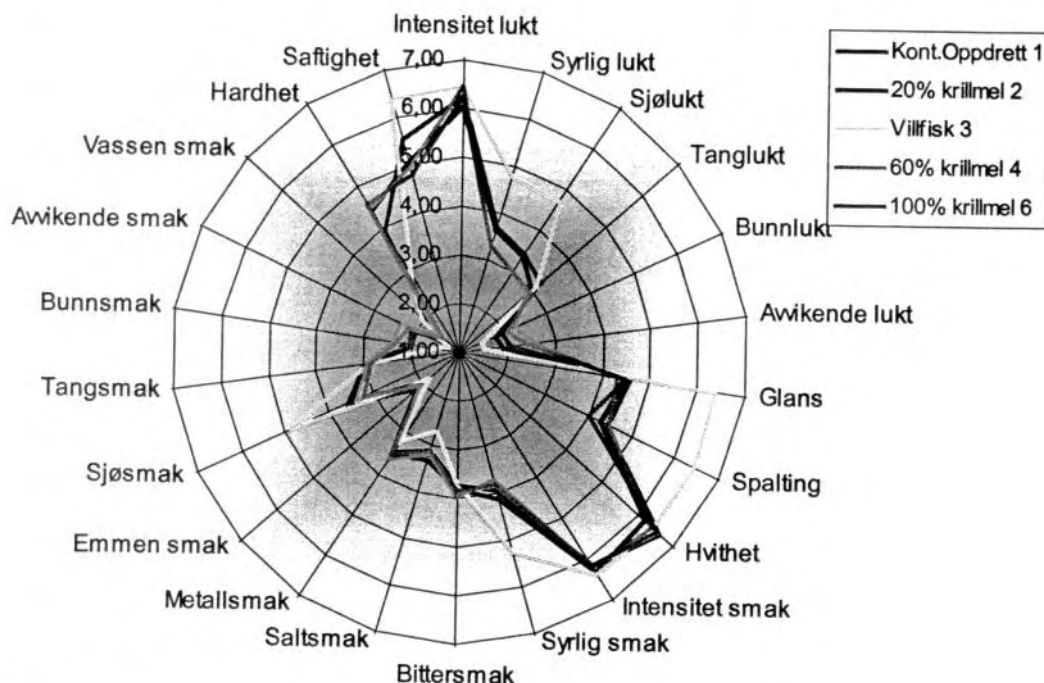 Intensitet lukt
Syrlig lukt
Sjølukt
Tanglukt
Bunnlukt
Avvikende lukt
Glans
Spalting
Hvithet
Intensitet smak
Syrlig smak
Bittersmak
Saltsmak
Metallsmak
Emmen smak
Sjøsmak
Tangsmak
Bunnsmak
Avvikende smak
Vassen smak
Hardhet
Saftighet
7,00
6,00
5,00
4,00
3,00
2,00
1,00
Kont.Oppdrett 1
20% krillmel 2
Villfisk 3
60% krillmel 4
100% krillmel 6